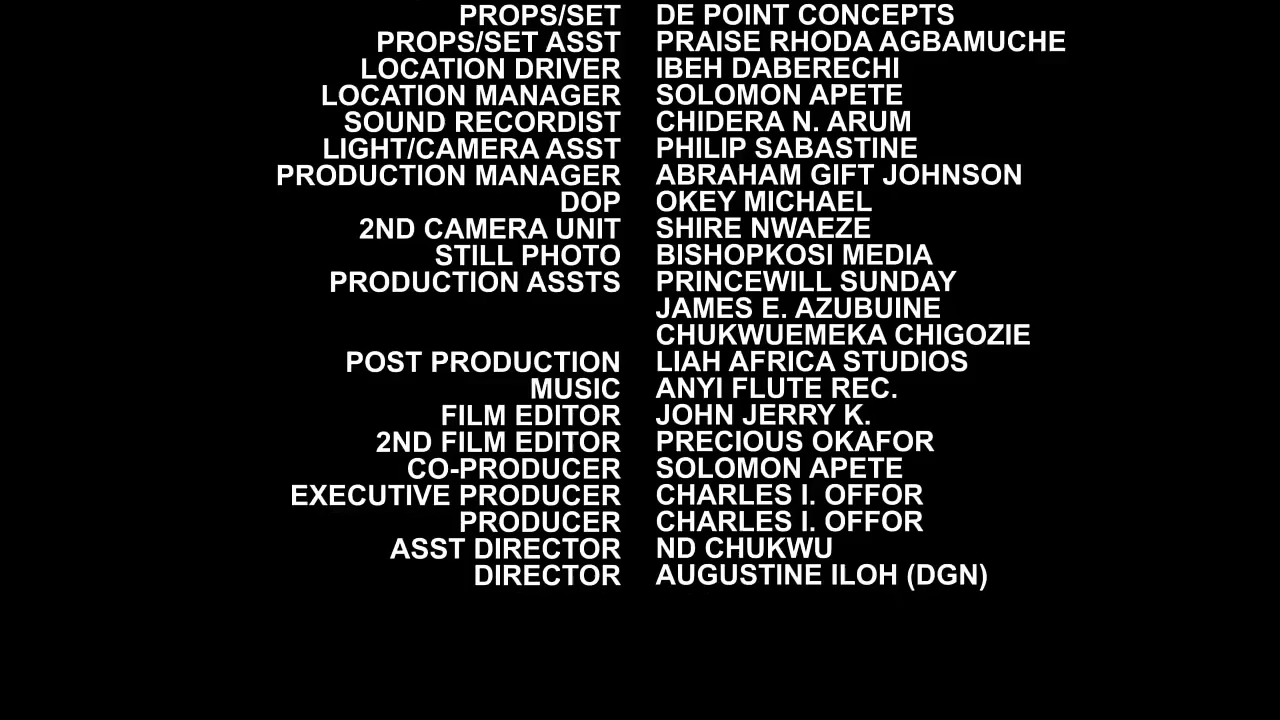 PROPS/SET DE POINT CONCEPTS
PROPS/SET ASST PRAISE RHODA AGBAMUCHE
LOCATION DRIVER IBEH DABERECHI
LOCATION MANAGER SOLOMON APETE
SOUND RECORDIST CHIDERA N. ARUM
LIGHT/CAMERA ASST PHILIP SABASTINE
PRODUCTION MANAGER ABRAHAM GIFT JOHNSON
DOP OKEY MICHAEL
2ND CAMERA UNIT SHIRE NWAEZE
STILL PHOTO BISHOPKOSI MEDIA
PRODUCTION ASSTS PRINCEWILL SUNDAY
JAMES E. AZUBUINE
CHUKWUEMEKA CHIGOZIE
POST PRODUCTION LIAH AFRICA STUDIOS
MUSIC ANYI FLUTE REC.
FILM EDITOR JOHN JERRY K.
2ND FILM EDITOR PRECIOUS OKAFOR
CO-PRODUCER SOLOMON APETE
EXECUTIVE PRODUCER CHARLES I. OFFOR
PRODUCER CHARLES I. OFFOR
ASST DIRECTOR ND CHUKWU
DIRECTOR AUGUSTINE ILOH (DGN)